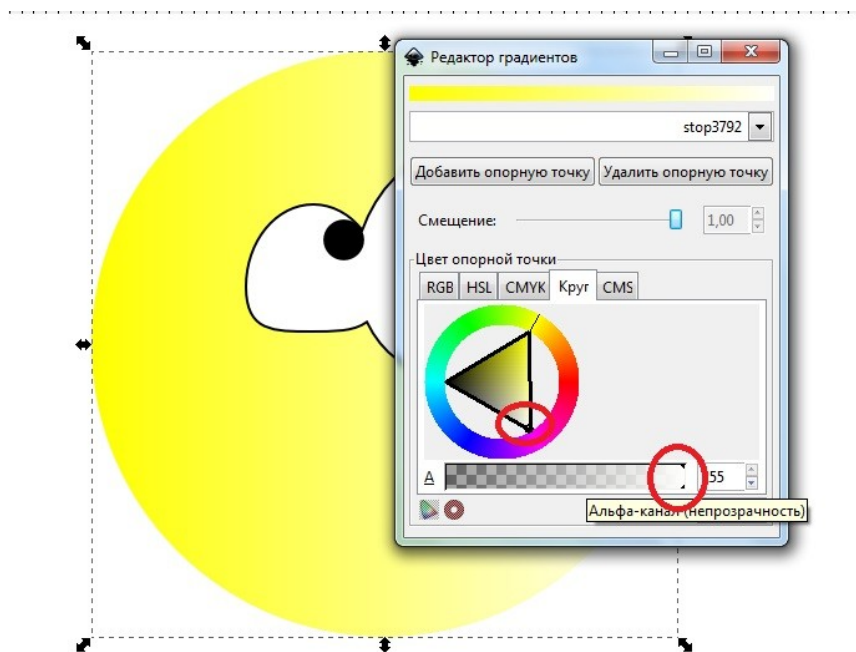 Редактор градиентов
stop3792
Добавить опорную точку Удалить опорную точку
Смещение: 1,00
Цвет опорной точки
RGB HSL CMYK Круг CMS
A 55
Альфа-канал (непрозрачность)